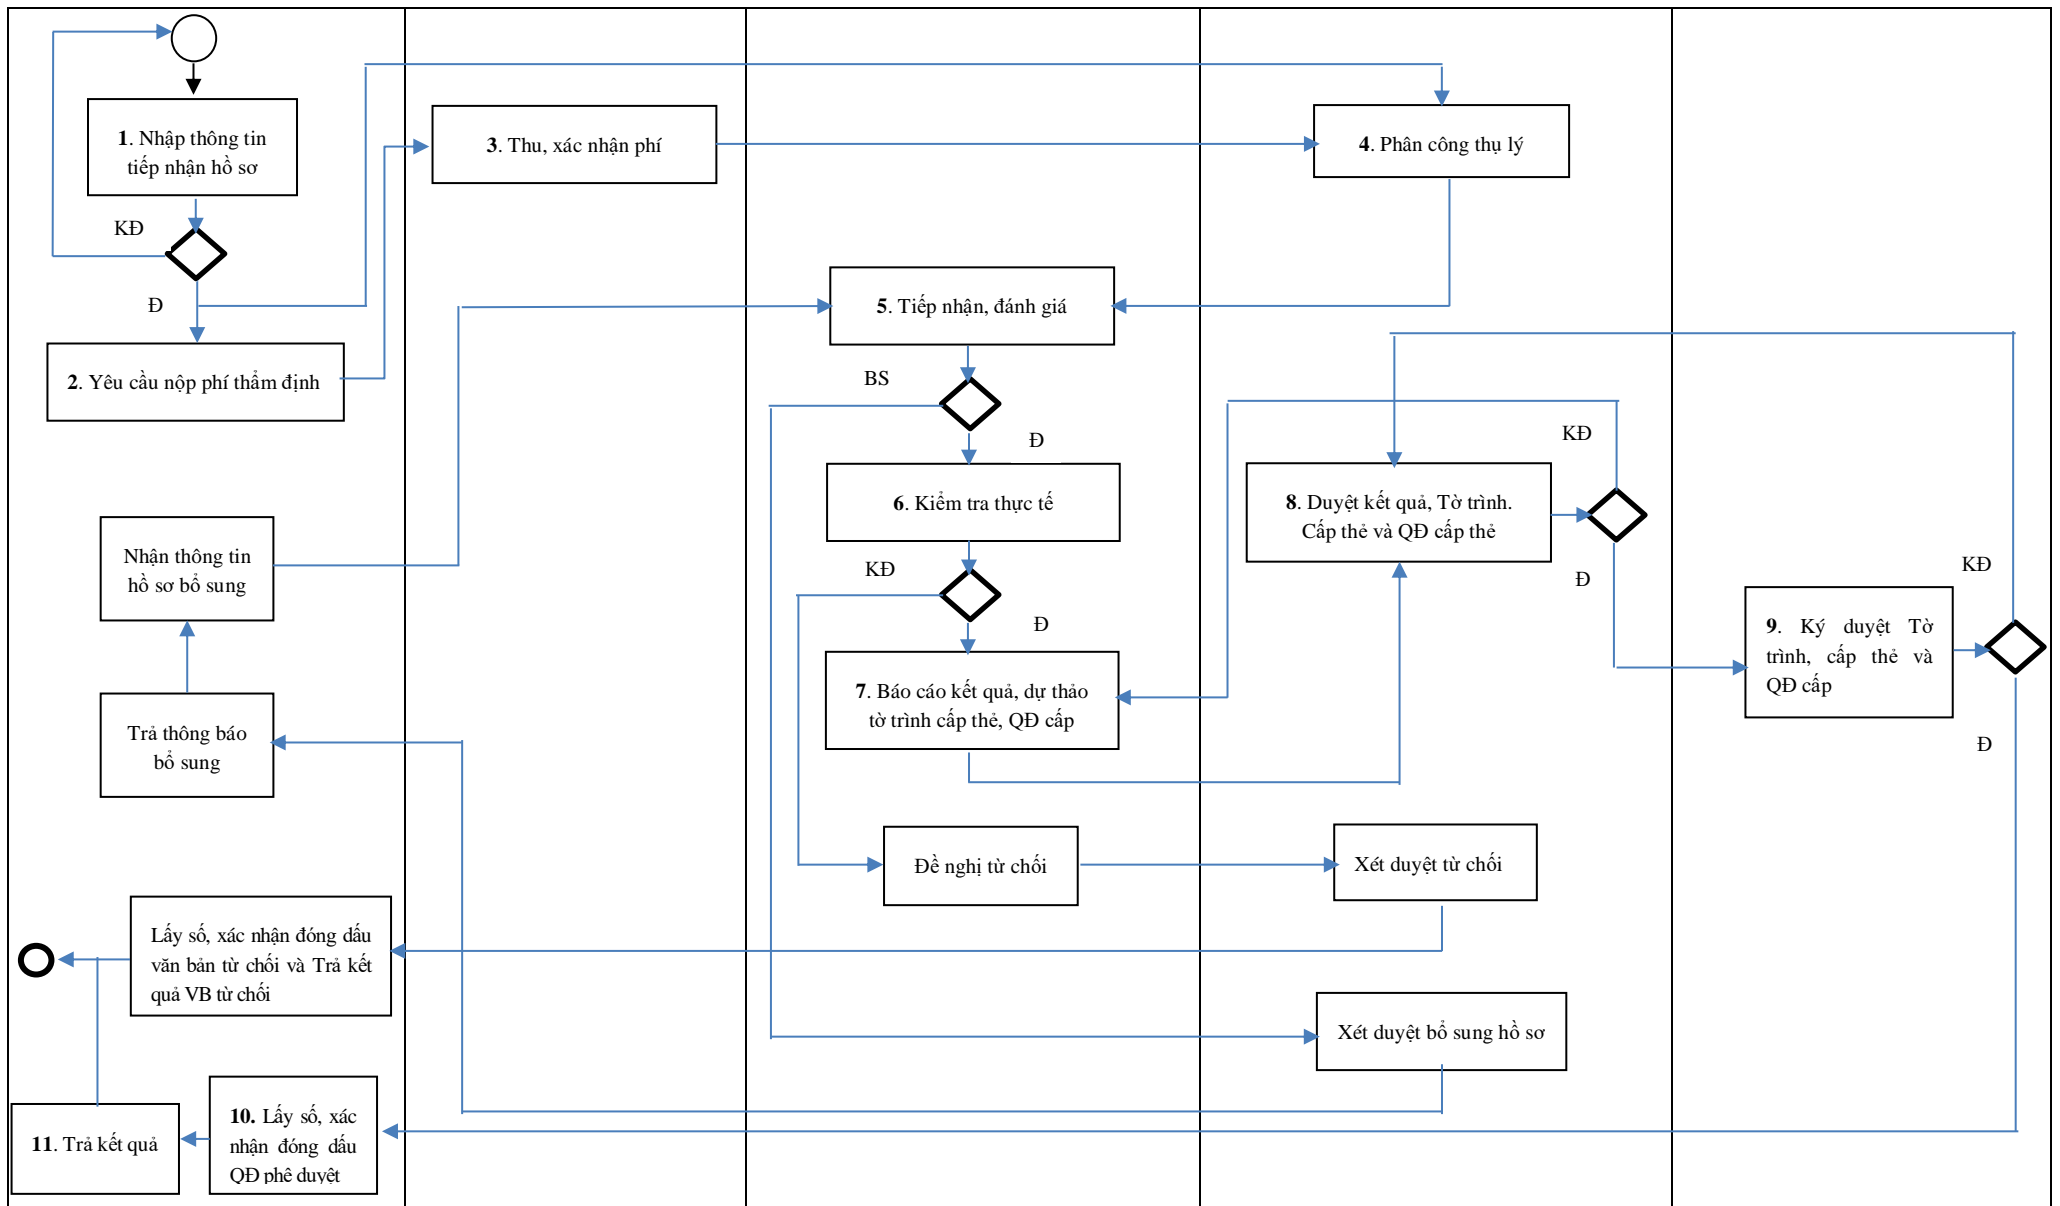 1. Nhập thông tin
tiếp nhận hồ sơ
KĐ
Đ
2. Yêu cầu nộp phí thẩm định
Nhận thông tin
hồ sơ bổ sung
Trả thông báo
bổ sung
Lấy số, xác nhận đóng dấu
văn bản từ chối và Trả kết
quả VB từ chối
11. Trả kết quả
10. Lấy số, xác
nhận đóng dấu
QĐ phê duyệt
3. Thu, xác nhận phí
5. Tiếp nhận, đánh giá
BS
Đ
6. Kiểm tra thực tế
KĐ
Đ
7. Báo cáo kết quả, dự thảo
tờ trình cấp thẻ, QĐ cấp
Đề nghị từ chối
4. Phân công thụ lý
KĐ
8. Duyệt kết quả, Tờ trình.
Cấp thẻ và QĐ cấp thẻ
Đ
Xét duyệt từ chối
Xét duyệt bổ sung hồ sơ
KĐ
9. Ký duyệt Tờ
trình, cấp thẻ và
QĐ cấp
Đ